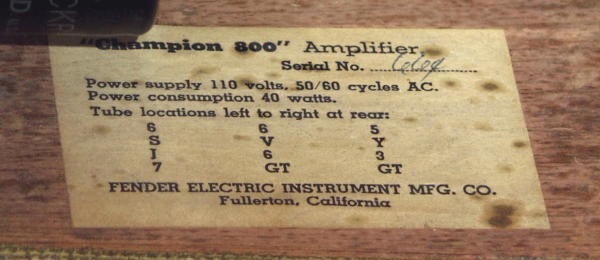 "Champion 800" Amplifier,
Serial No.
Power supply 110 volts, 50/60 cycles AC.
Power consumption 40 watts.
Tube locations left to right at rear:
6 6 5
S V Y
J 6 3
7 GT GT
FENDER ELECTRIC INSTRUMENT MFG. CO.
Fullerton, California